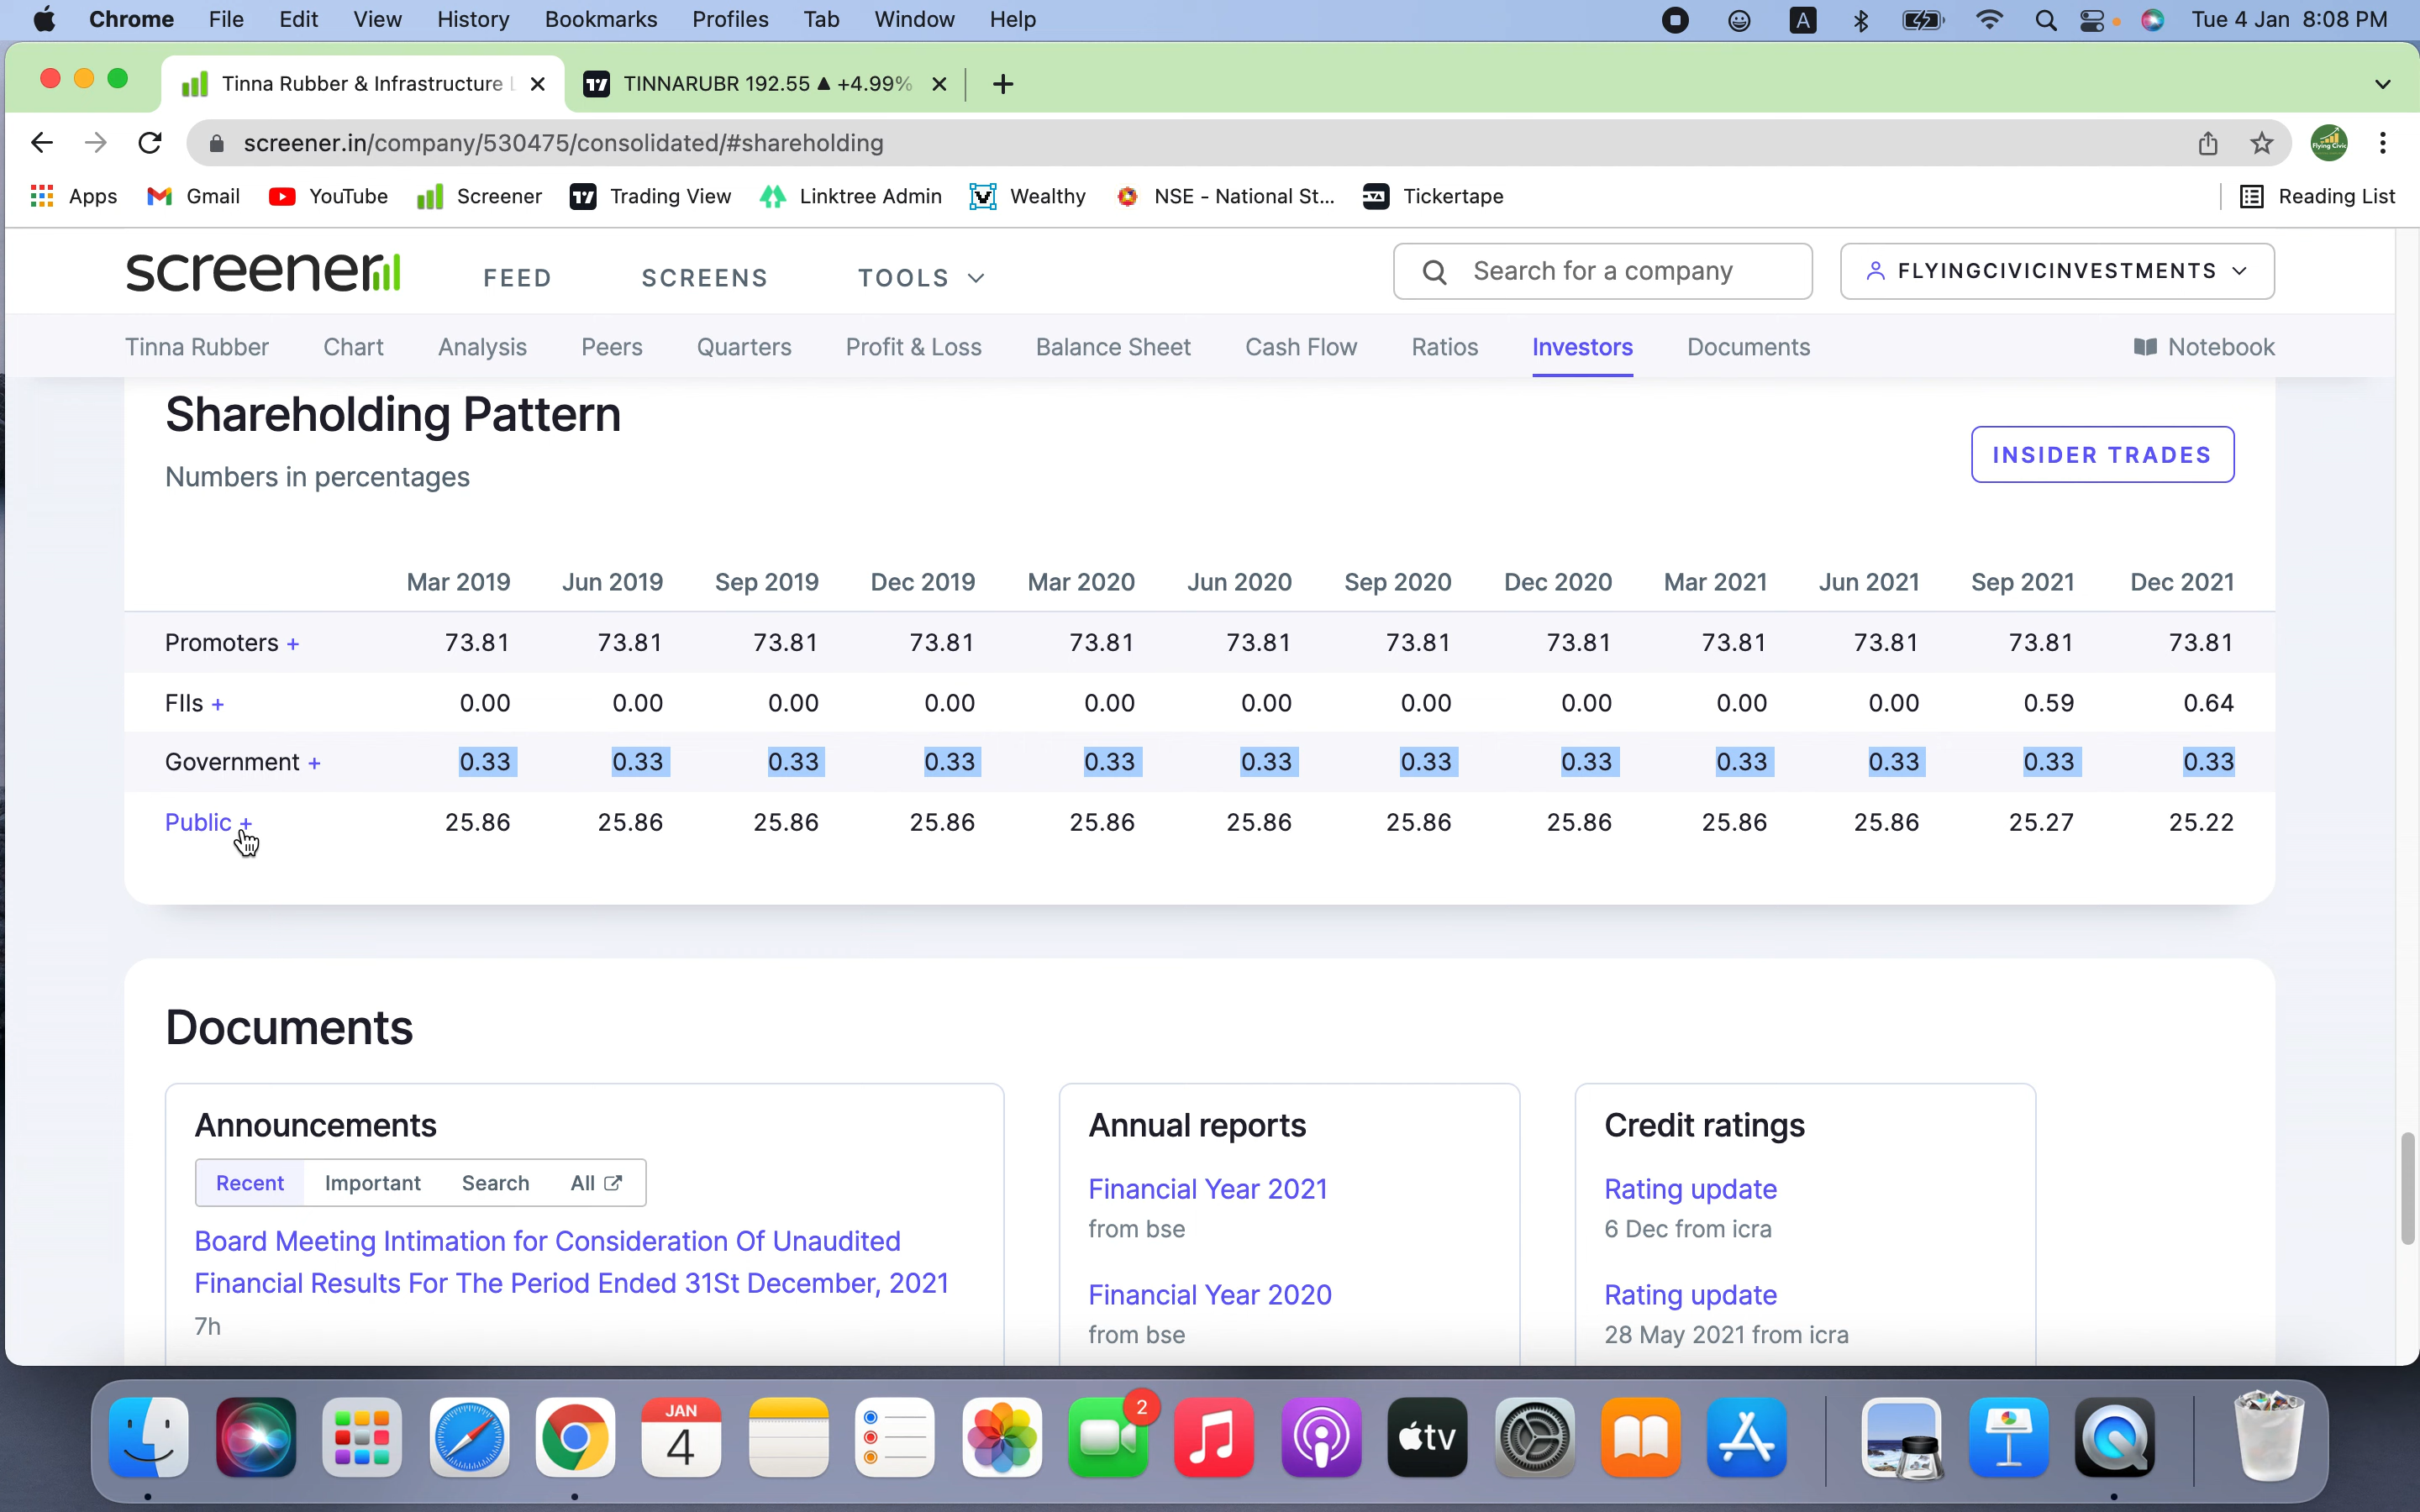 Chrome File Edit View History Bookmarks Profiles Tab Window Help A Tue 4 Jan 8:08 PM
Tinna Rubber & Infrastructure TINNARUBR 192.55 ▲ +4.99%
screener.in/company/530475/consolidated/#shareholding
Apps Gmail YouTube Screener Trading View Linktree Admin Wealthy NSE - National St... Tickertape Reading List
screener FEED SCREENS TOOLS Search for a company FLYINGCIVICINVESTMENTS
Tinna Rubber Chart Analysis Peers Quarters Profit & Loss Balance Sheet Cash Flow Ratios Investors Documents Notebook
Shareholding Pattern
INSIDER TRADES
Numbers in percentages
Mar 2019 Jun 2019 Sep 2019 Dec 2019 Mar 2020 Jun 2020 Sep 2020 Dec 2020 Mar 2021 Jun 2021 Sep 2021 Dec 2021
Promoters + 73.81 73.81 73.81 73.81 73.81 73.81 73.81 73.81 73.81 73.81 73.81 73.81
FIIs + 0.00 0.00 0.00 0.00 0.00 0.00 0.00 0.00 0.00 0.00 0.59 0.64
Government + 0.33 0.33 0.33 0.33 0.33 0.33 0.33 0.33 0.33 0.33 0.33 0.33
Public + 25.86 25.86 25.86 25.86 25.86 25.86 25.86 25.86 25.86 25.86 25.27 25.22
Documents
Announcements
Recent Important Search All
Board Meeting Intimation for Consideration Of Unaudited
Financial Results For The Period Ended 31St December, 2021
7h
Annual reports
Financial Year 2021
from bse
Financial Year 2020
from bse
Credit ratings
Rating update
6 Dec from icra
Rating update
28 May 2021 from icra
JAN
4
2
tv